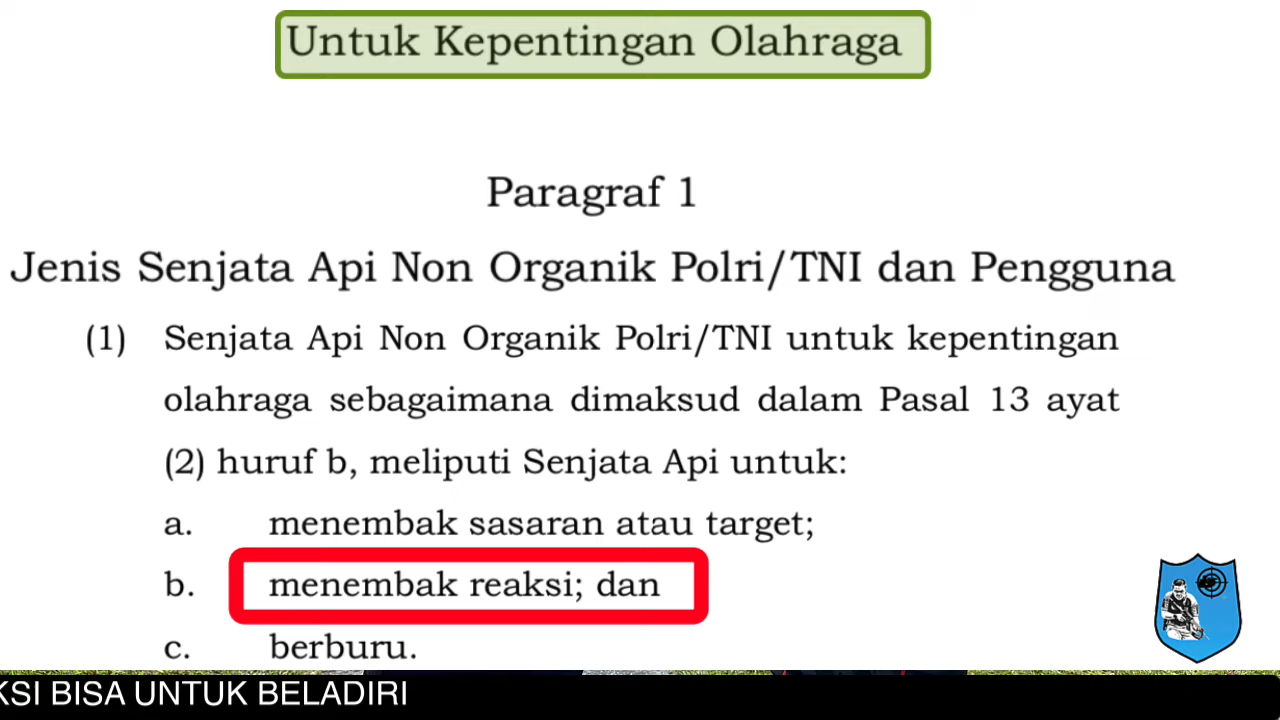 Untuk Kepentingan Olahraga
Paragraf 1
Jenis Senjata Api Non Organik Polri/TNI dan Pengguna
(1) Senjata Api Non Organik Polri/TNI untuk kepentingan
olahraga sebagaimana dimaksud dalam Pasal 13 ayat
(2) huruf b, meliputi Senjata Api untuk:
a. menembak sasaran atau target;
b. menembak reaksi; dan
c. berburu.
KSI BISA UNTUK BELADIRI